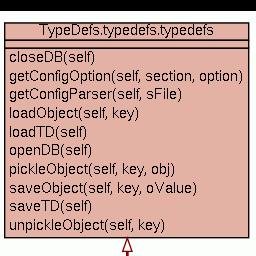 TypeDefs.typedefs.typedefs
closeDB(self)
getConfigOption(self, section, option)
getConfigParser(self, sFile)
loadObject(self, key)
loadTD(self)
openDB(self)
pickleObject(self, key, obj)
saveObject(self, key, oValue)
saveTD(self)
unpickleObject(self, key)